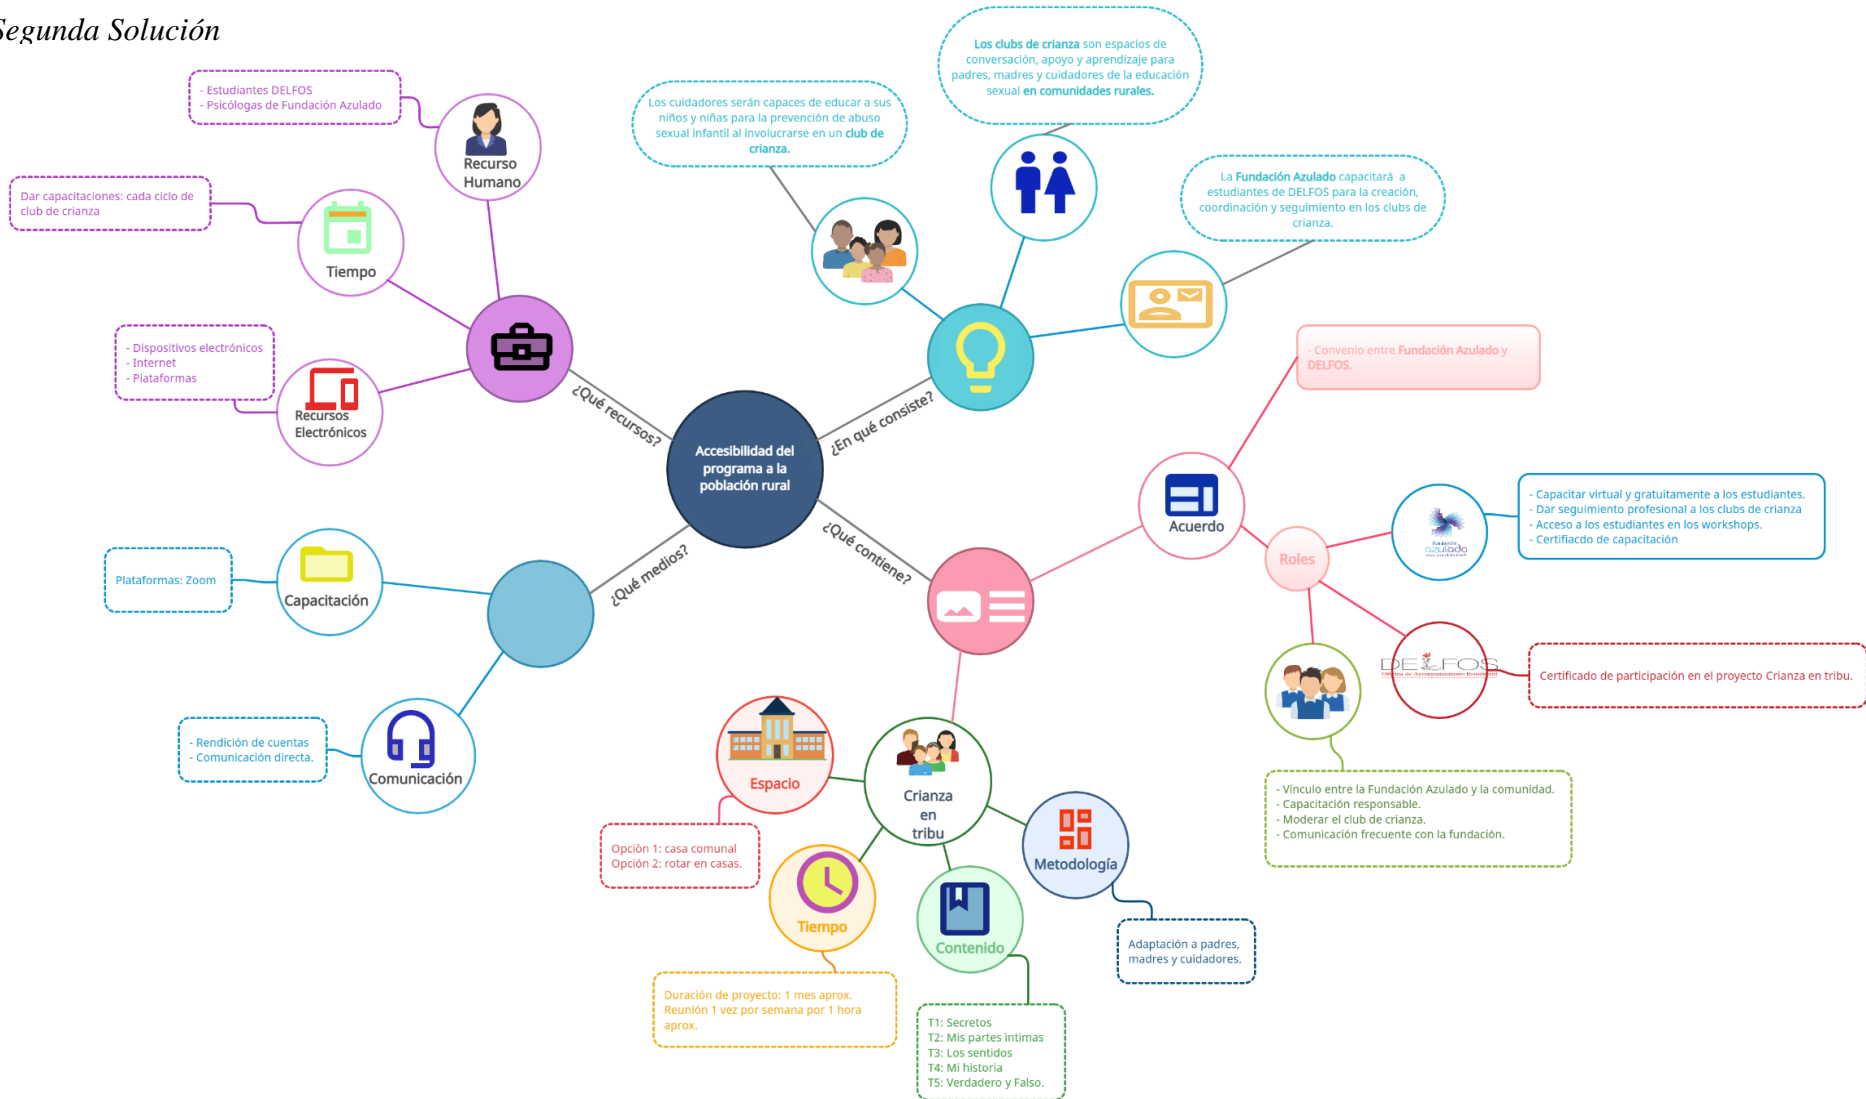 Segunda Solución
- Estudiantes DELFOS
- Psicólogas de Fundación Azulado
Recurso
Humano
Dar capacitaciones: cada ciclo de
club de crianza
Tiempo
- Dispositivos electrónicos
- Internet
- Plataformas
Recursos
Electrónicos
¿Qué recursos?
Los cuidadores serán capaces de educar a sus
niños y niñas para la prevención de abuso
sexual infantil al involucrarse en un club de
crianza.
Los clubs de crianza son espacios de
conversación, apoyo y aprendizaje para
padres, madres y cuidadores de la educación
sexual en comunidades rurales.
La Fundación Azulado capacitará a
estudiantes de DELFOS para la creación,
coordinación y seguimiento en los clubs de
crianza.
¿En qué consiste?
Accesibilidad del
programa a la
población rural
¿Qué medios?
Plataformas: Zoom
Capacitación
- Rendición de cuentas
- Comunicación directa.
Comunicación
¿Qué contiene?
- Convenio entre Fundación Azulado y
DELFOS.
Acuerdo
Roles
fundación
azulado
- Capacitar virtual y gratuitamente a los estudiantes.
- Dar seguimiento profesional a los clubs de crianza
- Acceso a los estudiantes en los workshops.
- Certifiacdo de capacitación
DELFOS
Oficina de Acompañamiento Estudiantil
Certificado de participación en el proyecto Crianza en tribu.
- Vínculo entre la Fundación Azulado y la comunidad.
- Capacitación responsable.
- Moderar el club de crianza.
- Comunicación frecuente con la fundación.
Crianza
en
tribu
Espacio
Opciòn 1: casa comunal
Opción 2: rotar en casas.
Tiempo
Duración de proyecto: 1 mes aprox.
Reunión 1 vez por semana por 1 hora
aprox.
Contenido
T1: Secretos
T2: Mis partes ìntimas
T3: Los sentidos
T4: Mi historia
T5: Verdadero y Falso.
Metodología
Adaptación a padres,
madres y cuidadores.